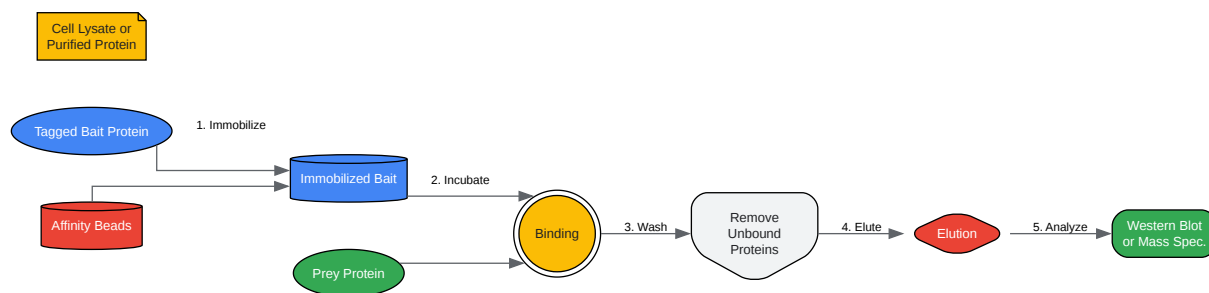 Cell Lysate or
Purified Protein
Tagged Bait Protein
1. Immobilize
Affinity Beads
Immobilized Bait
2. Incubate
Prey Protein
Binding
3. Wash
Remove
Unbound
Proteins
4. Elute
Elution
5. Analyze
Western Blot
or Mass Spec.